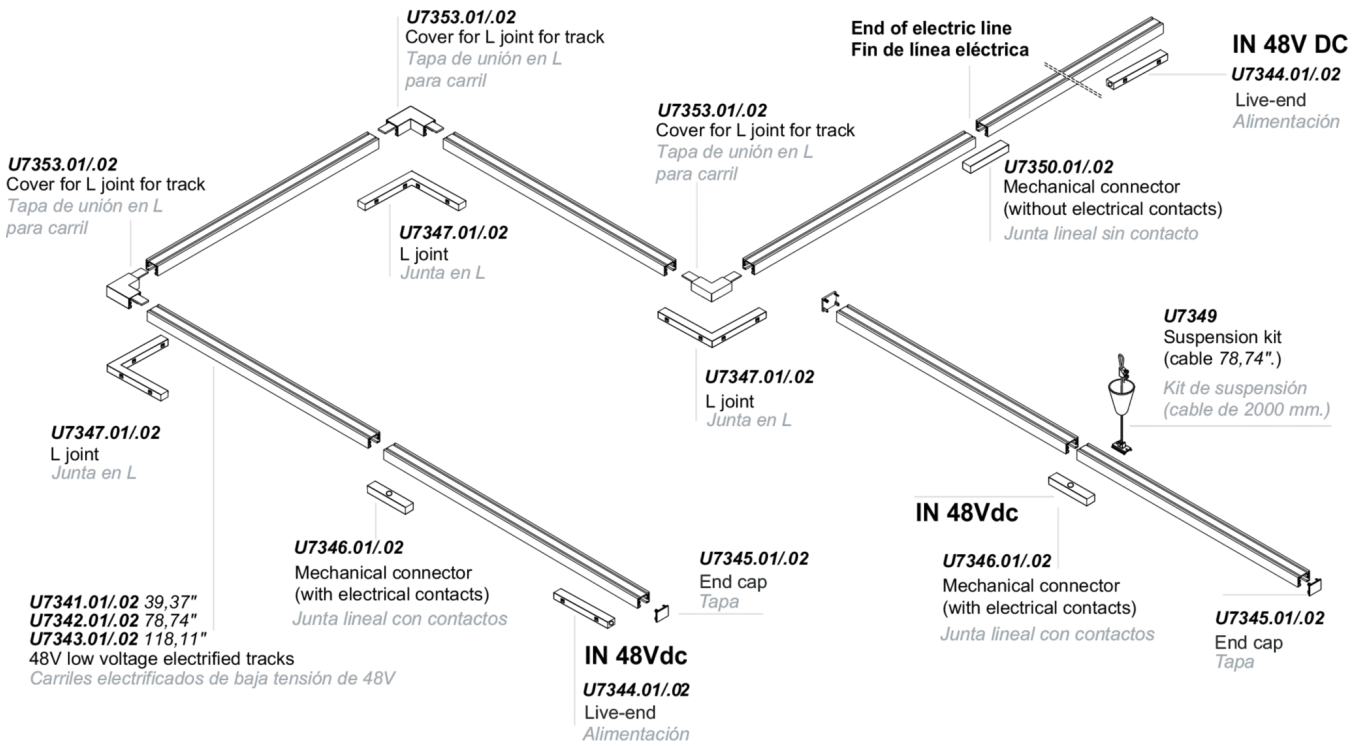 U7353.01/.02
Cover for L joint for track
Tapa de unión en L
para carril
End of electric line
Fin de línea eléctrica
IN 48V DC
U7344.01/.02
Live-end
Alimentación
U7353.01/.02
Cover for L joint for track
Tapa de unión en L
para carril
U7353.01/.02
Cover for L joint for track
Tapa de unión en L
para carril
U7350.01/.02
Mechanical connector
(without electrical contacts)
Junta lineal sin contacto
U7347.01/.02
L joint
Junta en L
U7349
Suspension kit
(cable 78,74".)
Kit de suspensión
(cable de 2000 mm.)
U7347.01/.02
L joint
Junta en L
U7347.01/.02
L joint
Junta en L
IN 48Vdc
U7346.01/.02
Mechanical connector
(with electrical contacts)
Junta lineal con contactos
U7345.01/.02
End cap
Tapa
U7346.01/.02
Mechanical connector
(with electrical contacts)
Junta lineal con contactos
U7345.01/.02
End cap
Tapa
U7341.01/.02 39,37"
U7342.01/.02 78,74"
U7343.01/.02 118,11"
48V low voltage electrified tracks
Carriles electrificados de baja tensión de 48V
IN 48Vdc
U7344.01/.02
Live-end
Alimentación